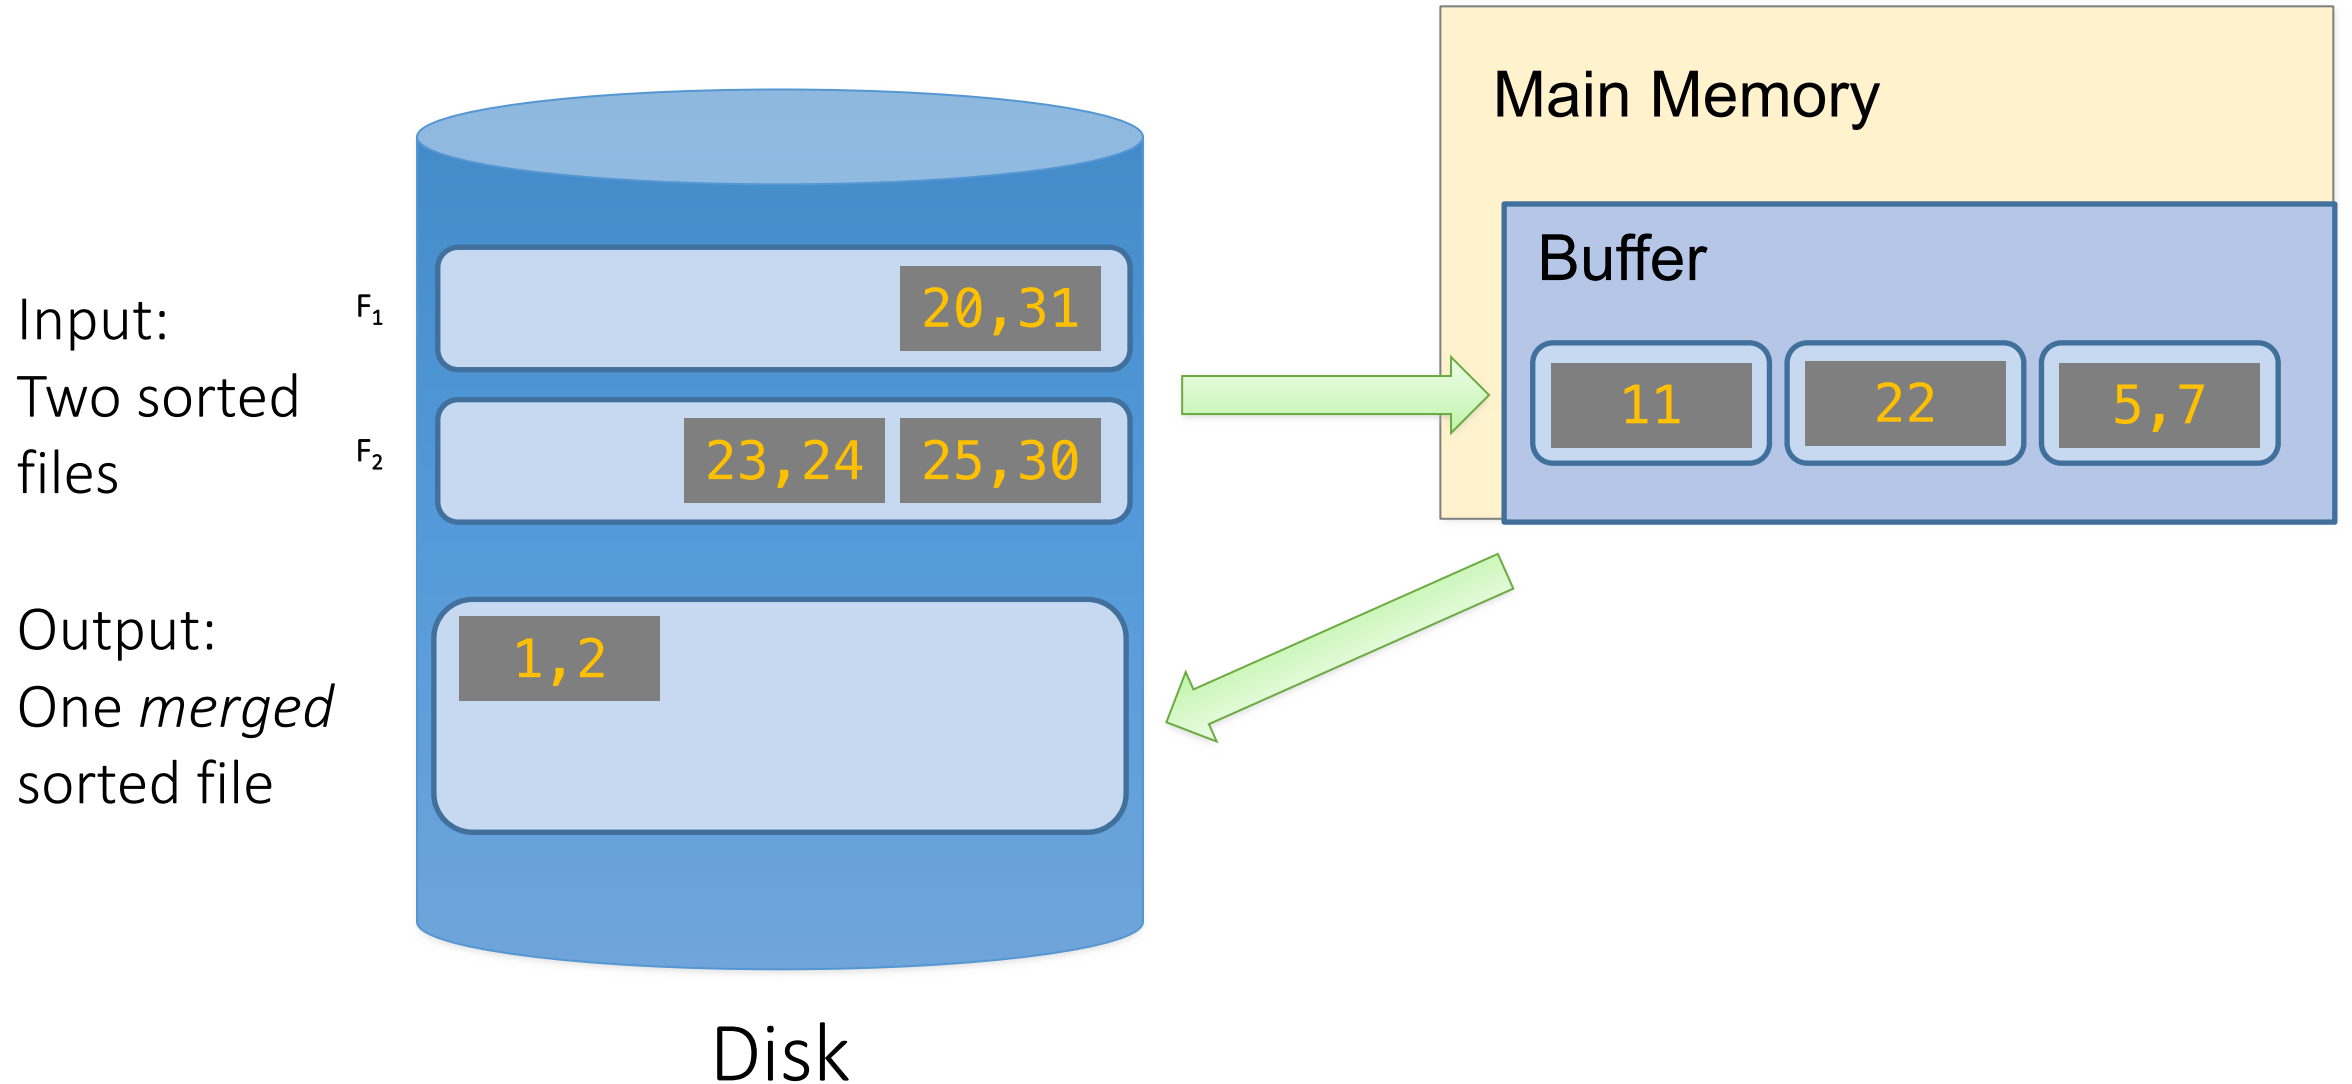 Main Memory
Buffer
11
22
5,7
Input:
Two sorted
files
F1
20,31
F2
23,24
25,30
Output:
One merged
sorted file
1,2
Disk